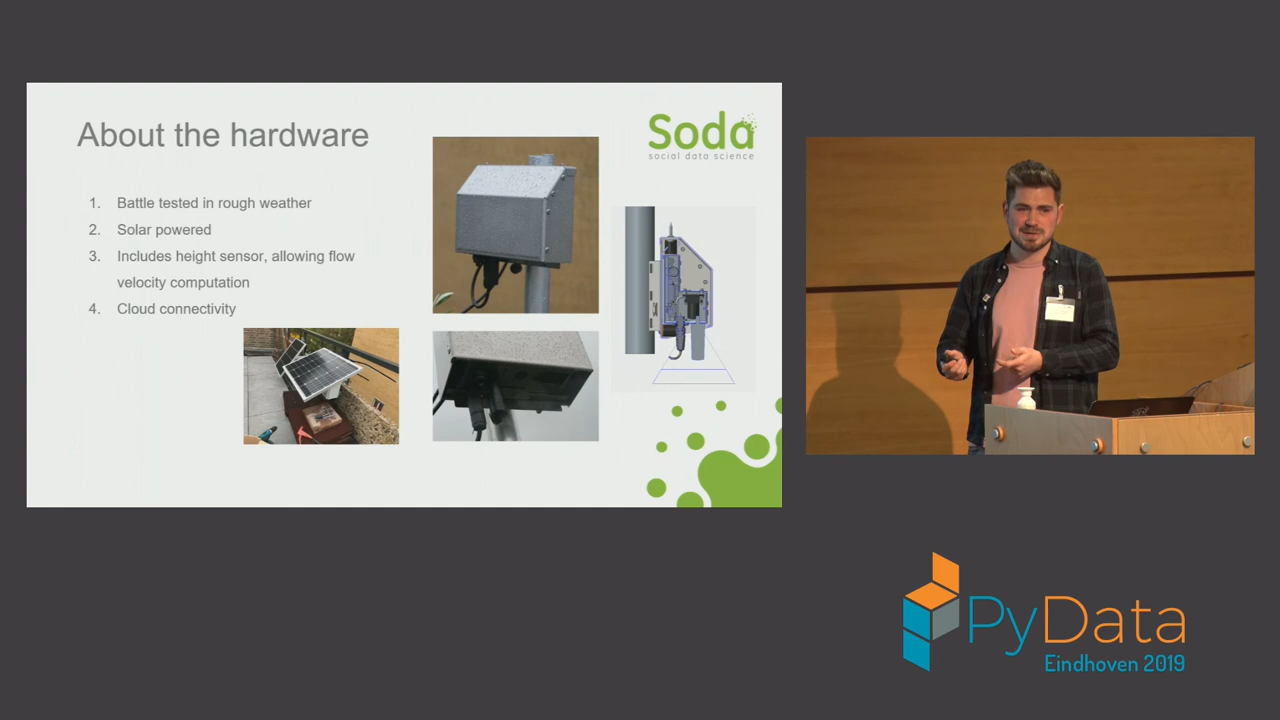 About the hardware
Soda
social data science
1. Battle tested in rough weather
2. Solar powered
3. Includes height sensor, allowing flow
velocity computation
4. Cloud connectivity
PyData
Eindhoven 2019